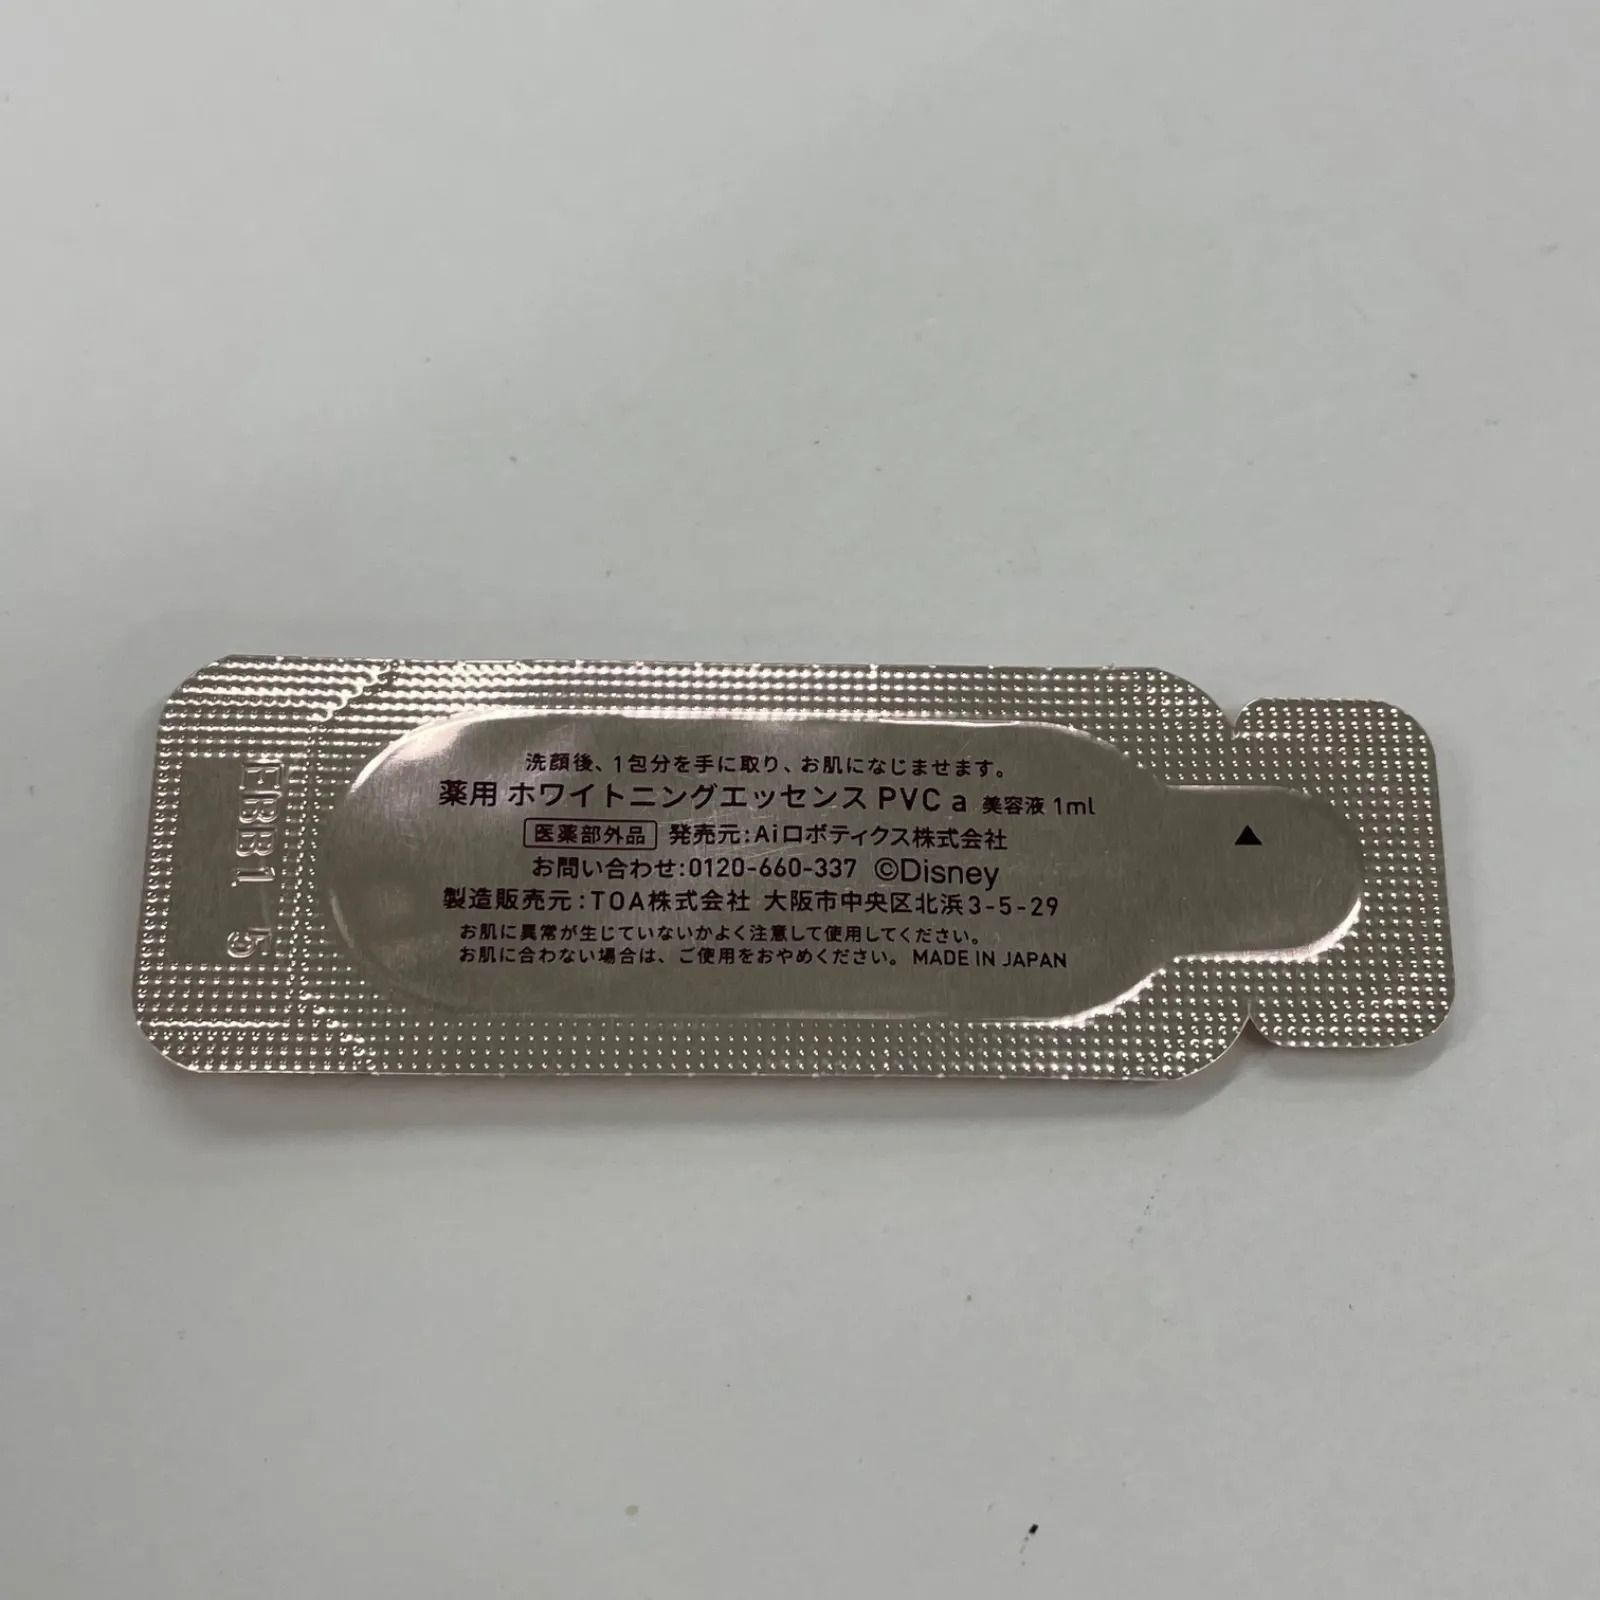 洗顔後、1包分を手に取り、お肌になじませます。
薬用 ホワイトニングエッセンス PVC a 美容液 1ml
医薬部外品 発売元:Aiロボティクス株式会社
お問い合わせ:0120-660-337 ©Disney
製造販売元:TOA株式会社 大阪市中央区北浜3-5-29
お肌に異常が生じていないかよく注意して使用してください。
お肌に合わない場合は、ご使用をおやめください。 MADE IN JAPAN
▲
EBB1 5